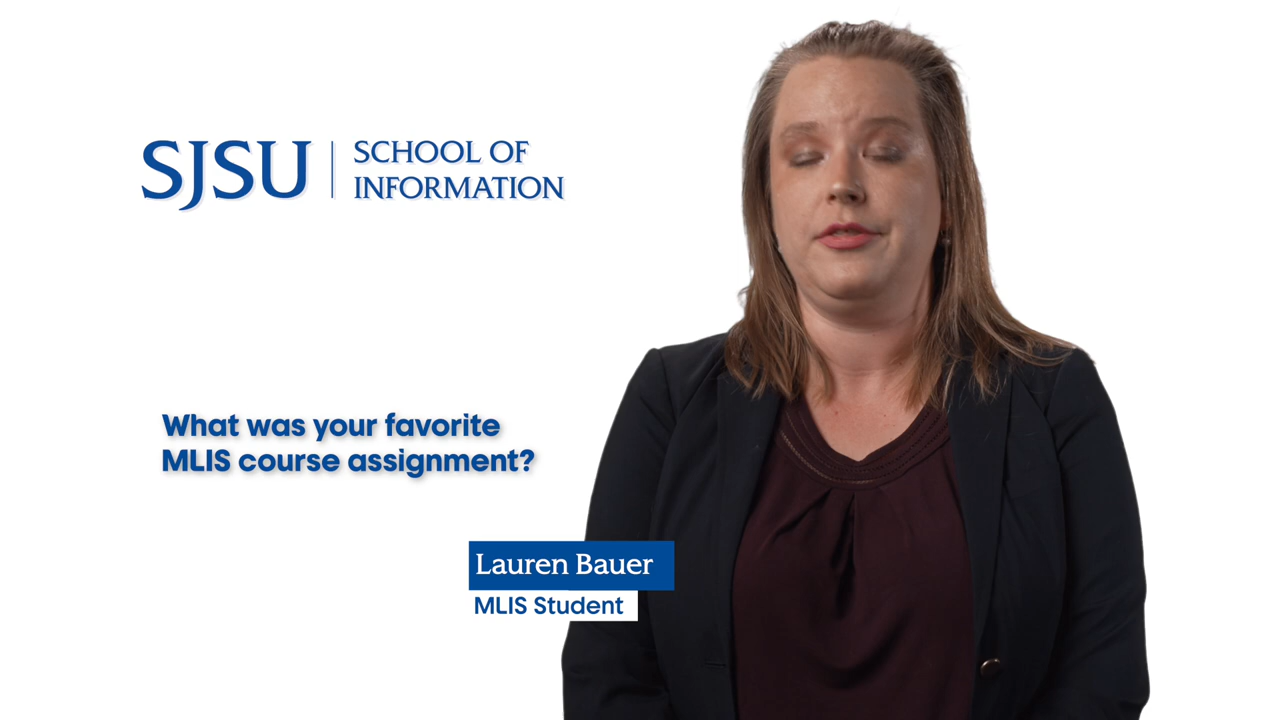 SJSU
SCHOOL OF
INFORMATION
What was your favorite
MLIS course assignment?
Lauren Bauer
MLIS Student